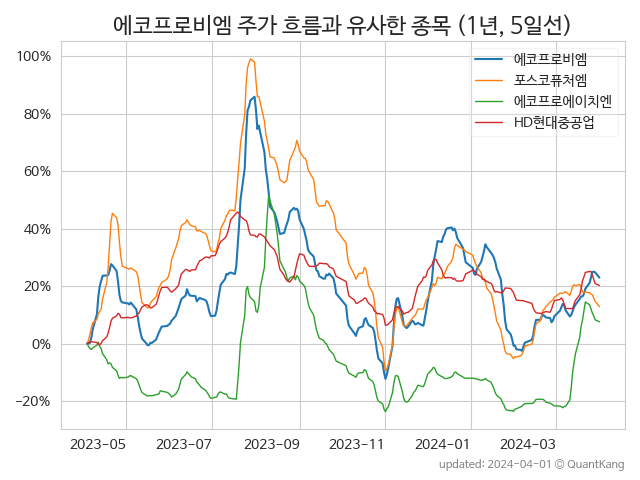 에코프로비엠 주가 흐름과 유사한 종목 (1년, 5일선)
에코프로비엠
포스코퓨처엠
에코프로에이치엔
HD현대중공업
100%
80%
60%
40%
20%
0%
−20%
2023-05
2023-07
2023-09
2023-11
2024-01
2024-03
updated: 2024-04-01 © QuantKang